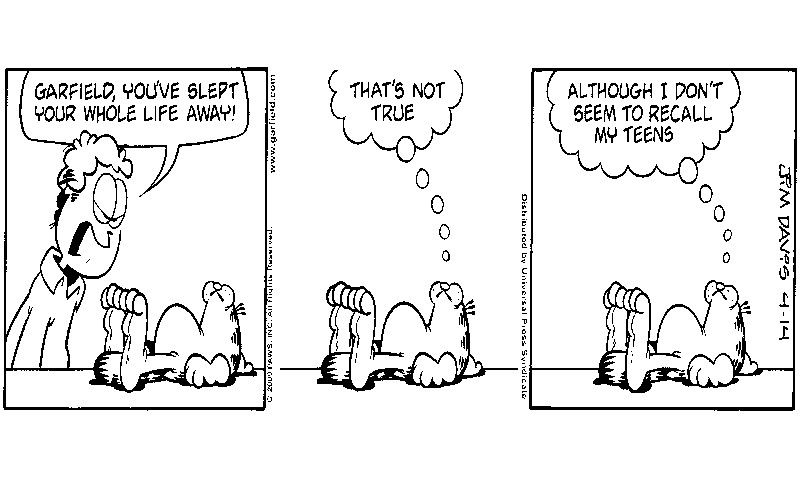 GARFIELD, YOU'VE SLEPT
YOUR WHOLE LIFE AWAY!
www.garfield.com
© 2000 PAWS, INC. All Rights Reserved.
THAT'S NOT
TRUE
Distributed by Universal Press Syndicate
ALTHOUGH I DON'T
SEEM TO RECALL
MY TEENS
JPM DAVPS 4-14